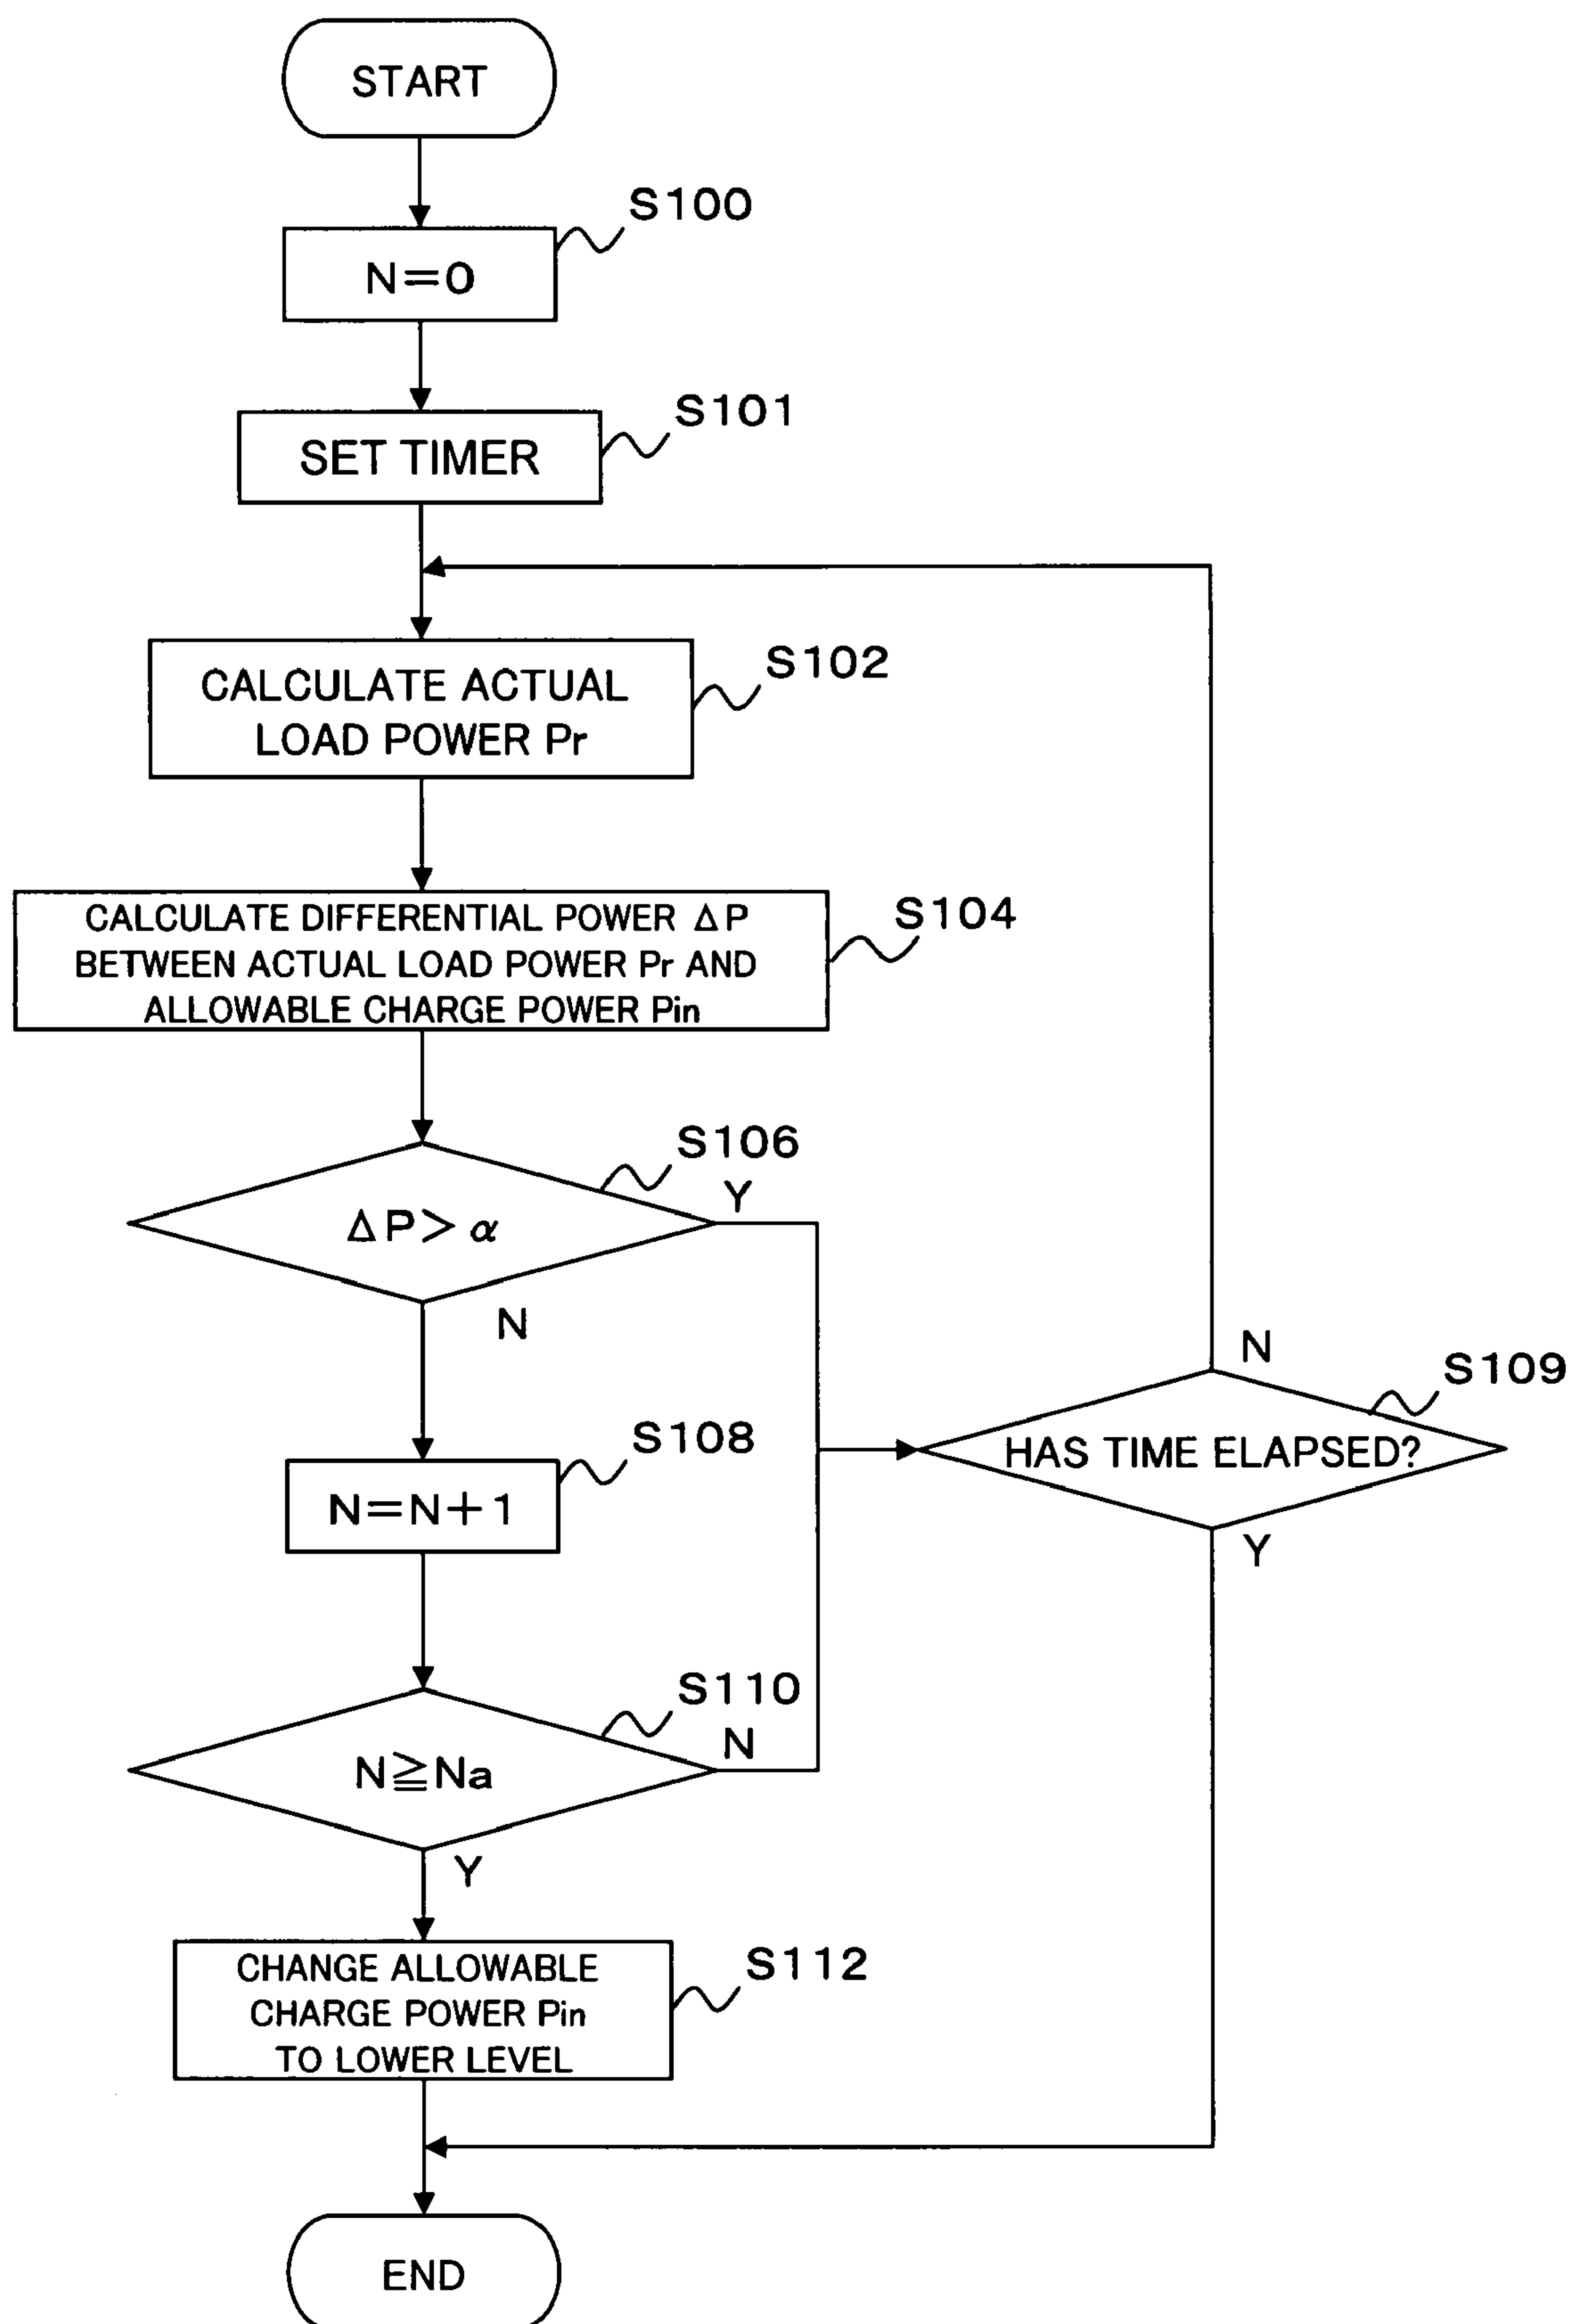 START
S100
N=0
S101
SET TIMER
S102
CALCULATE ACTUAL
LOAD POWER Pr
S104
CALCULATE DIFFERENTIAL POWER ΔP
BETWEEN ACTUAL LOAD POWER Pr AND
ALLOWABLE CHARGE POWER Pin
S106
Y
ΔP> α
N
N
S109
HAS TIME ELAPSED?
Y
S108
N=N+1
S110
N
N≧Na
Y
S112
CHANGE ALLOWABLE
CHARGE POWER Pin
TO LOWER LEVEL
END